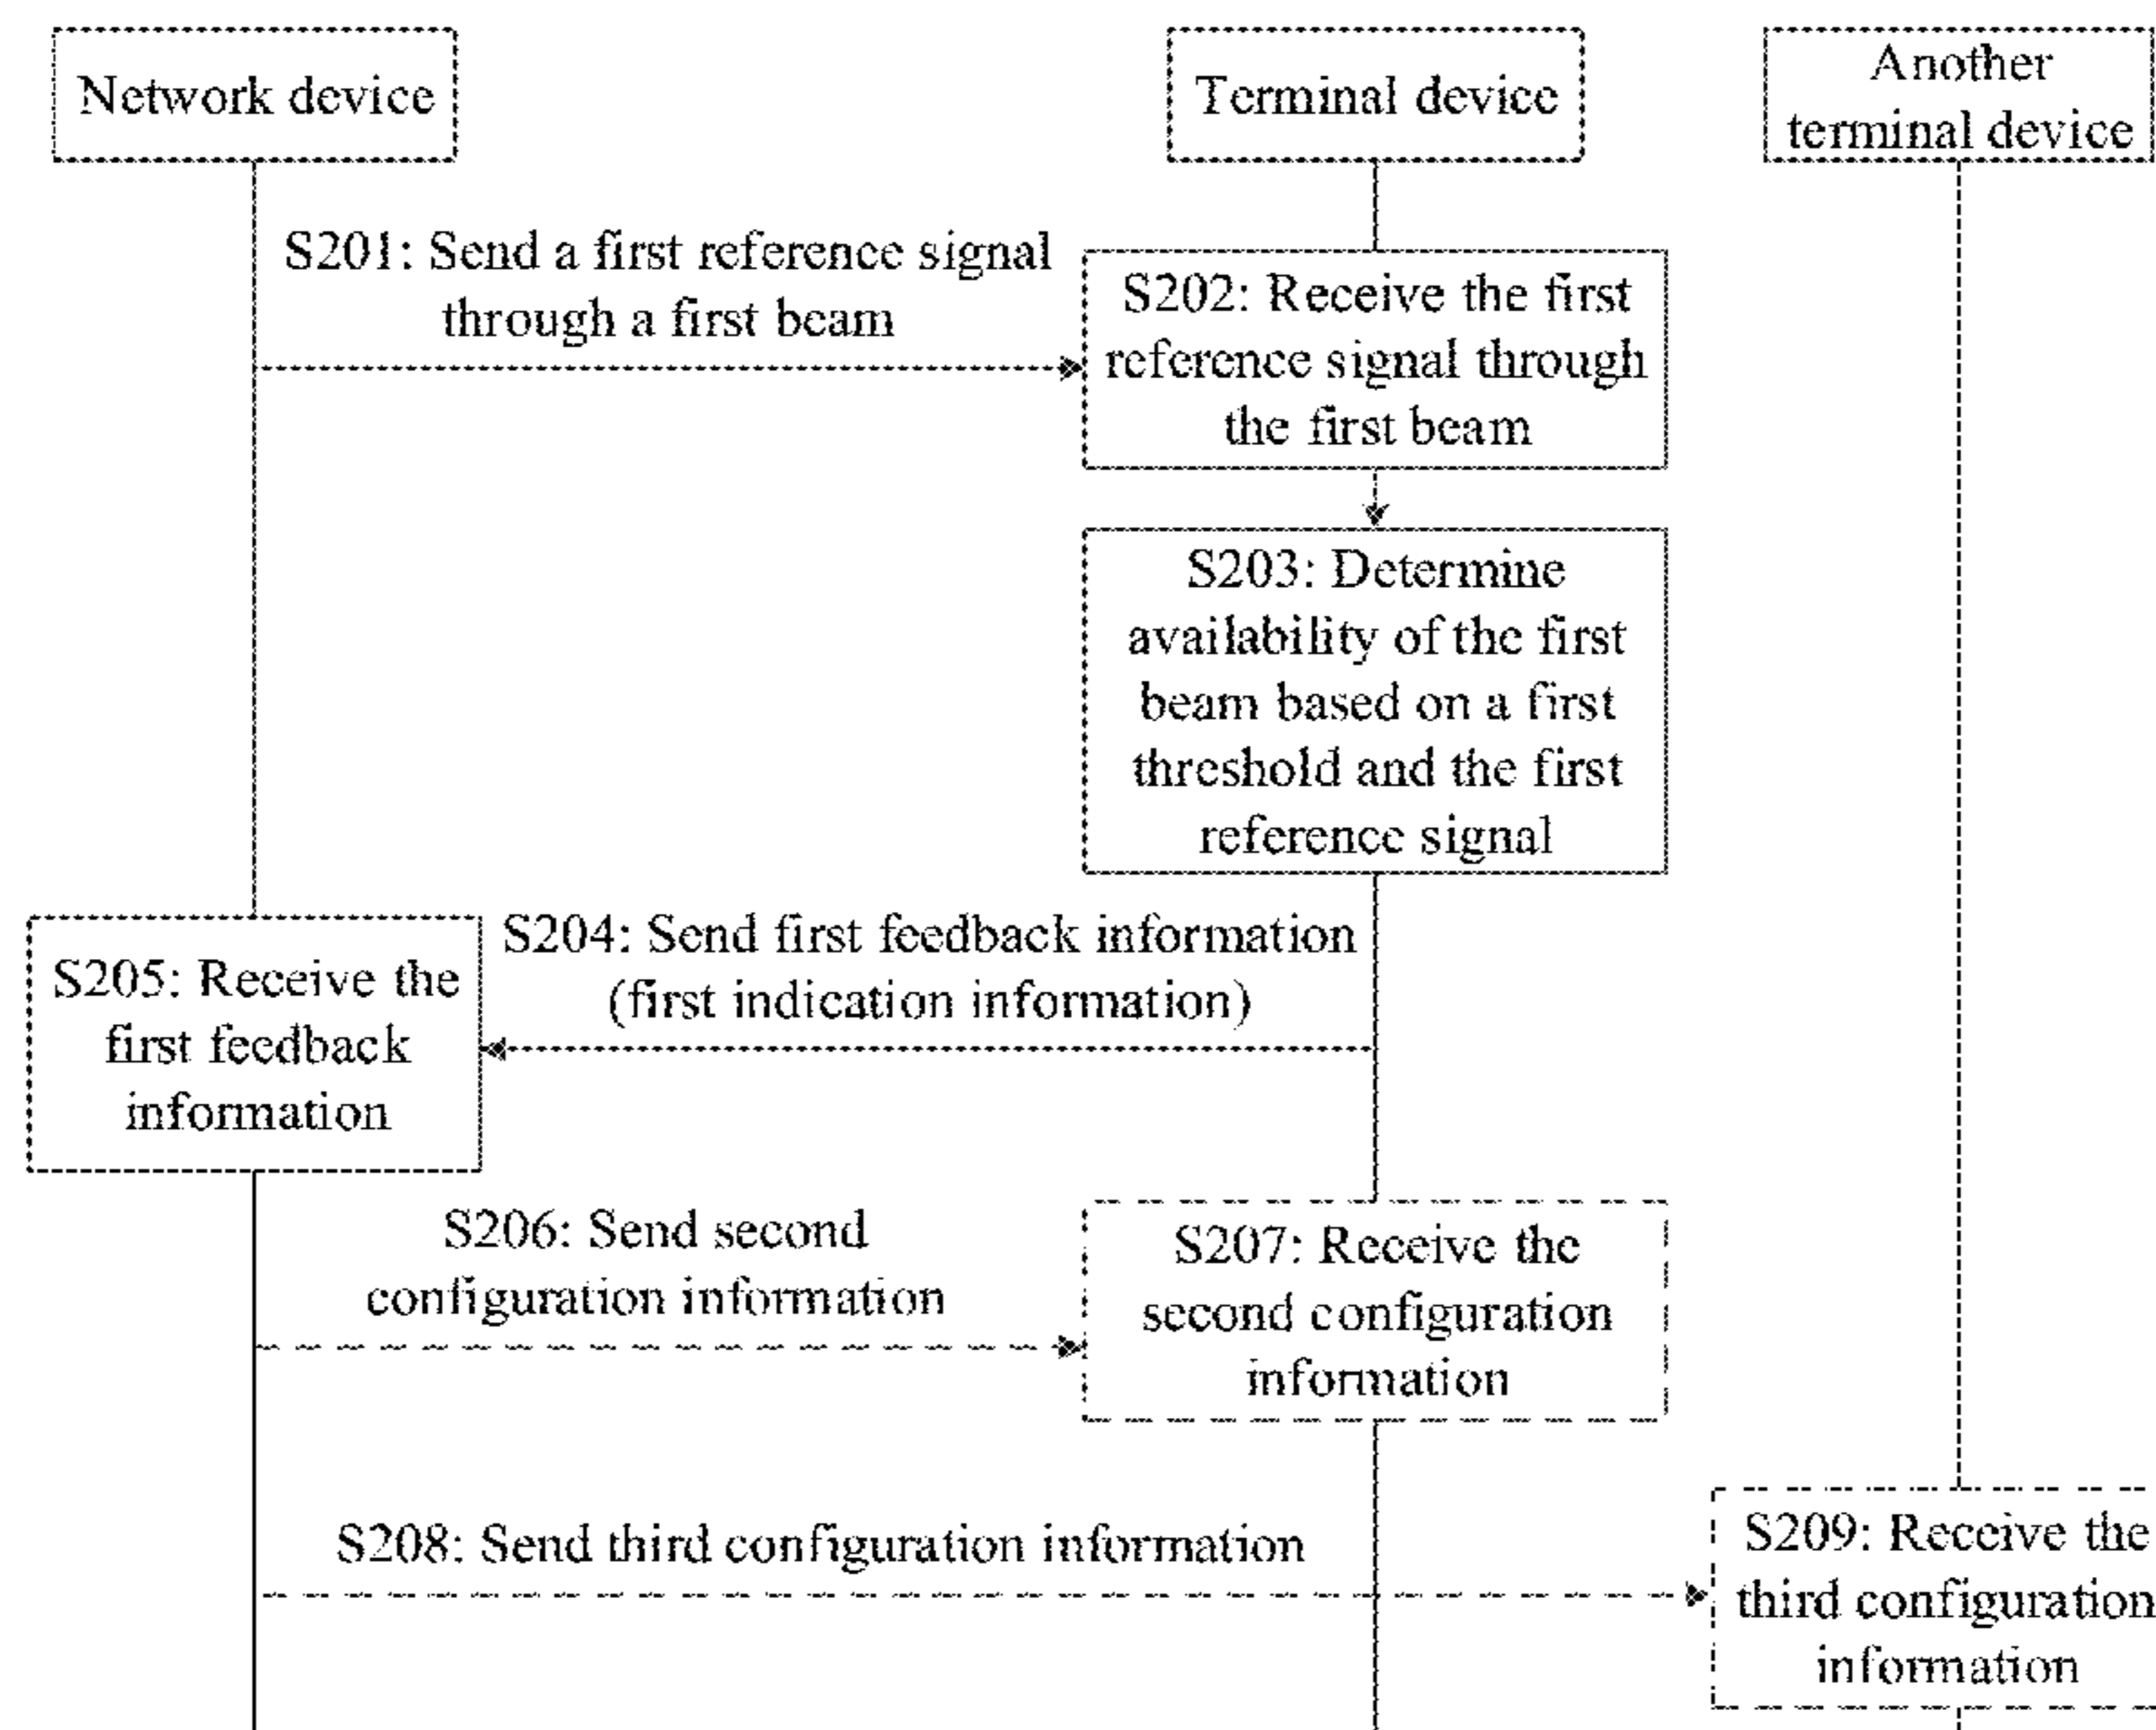 Network device
Terminal device
Another
terminal device
S201: Send a first reference signal
through a first beam
S202: Receive the first
reference signal through
the first beam
S203: Determine
availability of the first
beam based on a first
threshold and the first
reference signal
S204: Send first feedback information
(first indication information)
S205: Receive the
first feedback
information
S206: Send second
configuration information
S207: Receive the
second configuration
information
S208: Send third configuration information
S209: Receive the
third configuration
information